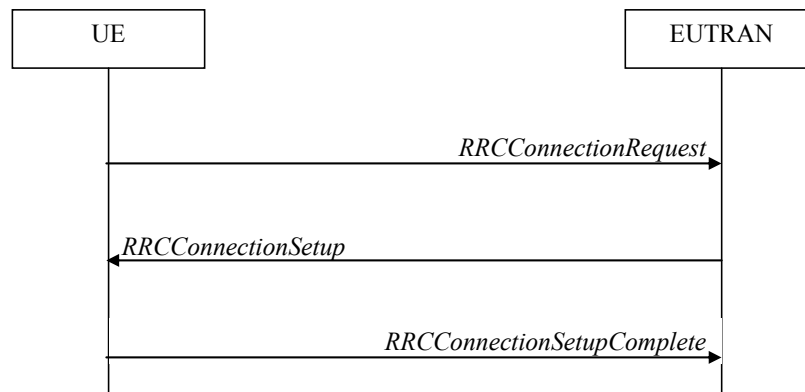 UE
EUTRAN
RRCConnectionRequest
RRCConnectionSetup
RRCConnectionSetupComplete